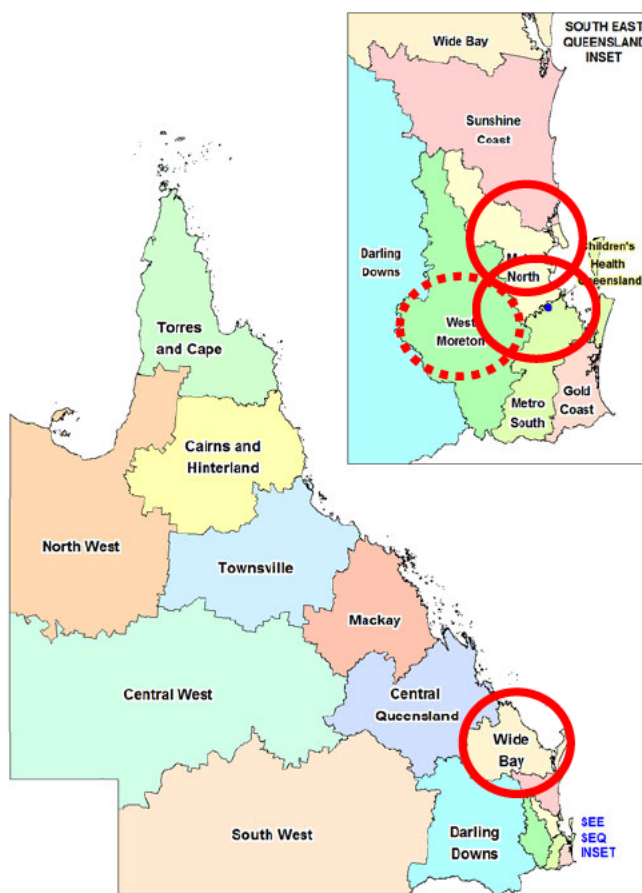 SOUTH EAST
QUEENSLAND
INSET
Wide Bay
Sunshine
Coast
Children's
Health
Queensland
Darling
Downs
North
West
Moreton
Metro
South
Gold
Coast
Torres
and Cape
Cairns and
Hinterland
North West
Townsville
Mackay
Central West
Central
Queensland
Wide
Bay
South West
Darling
Downs
SEE
SEQ
INSET